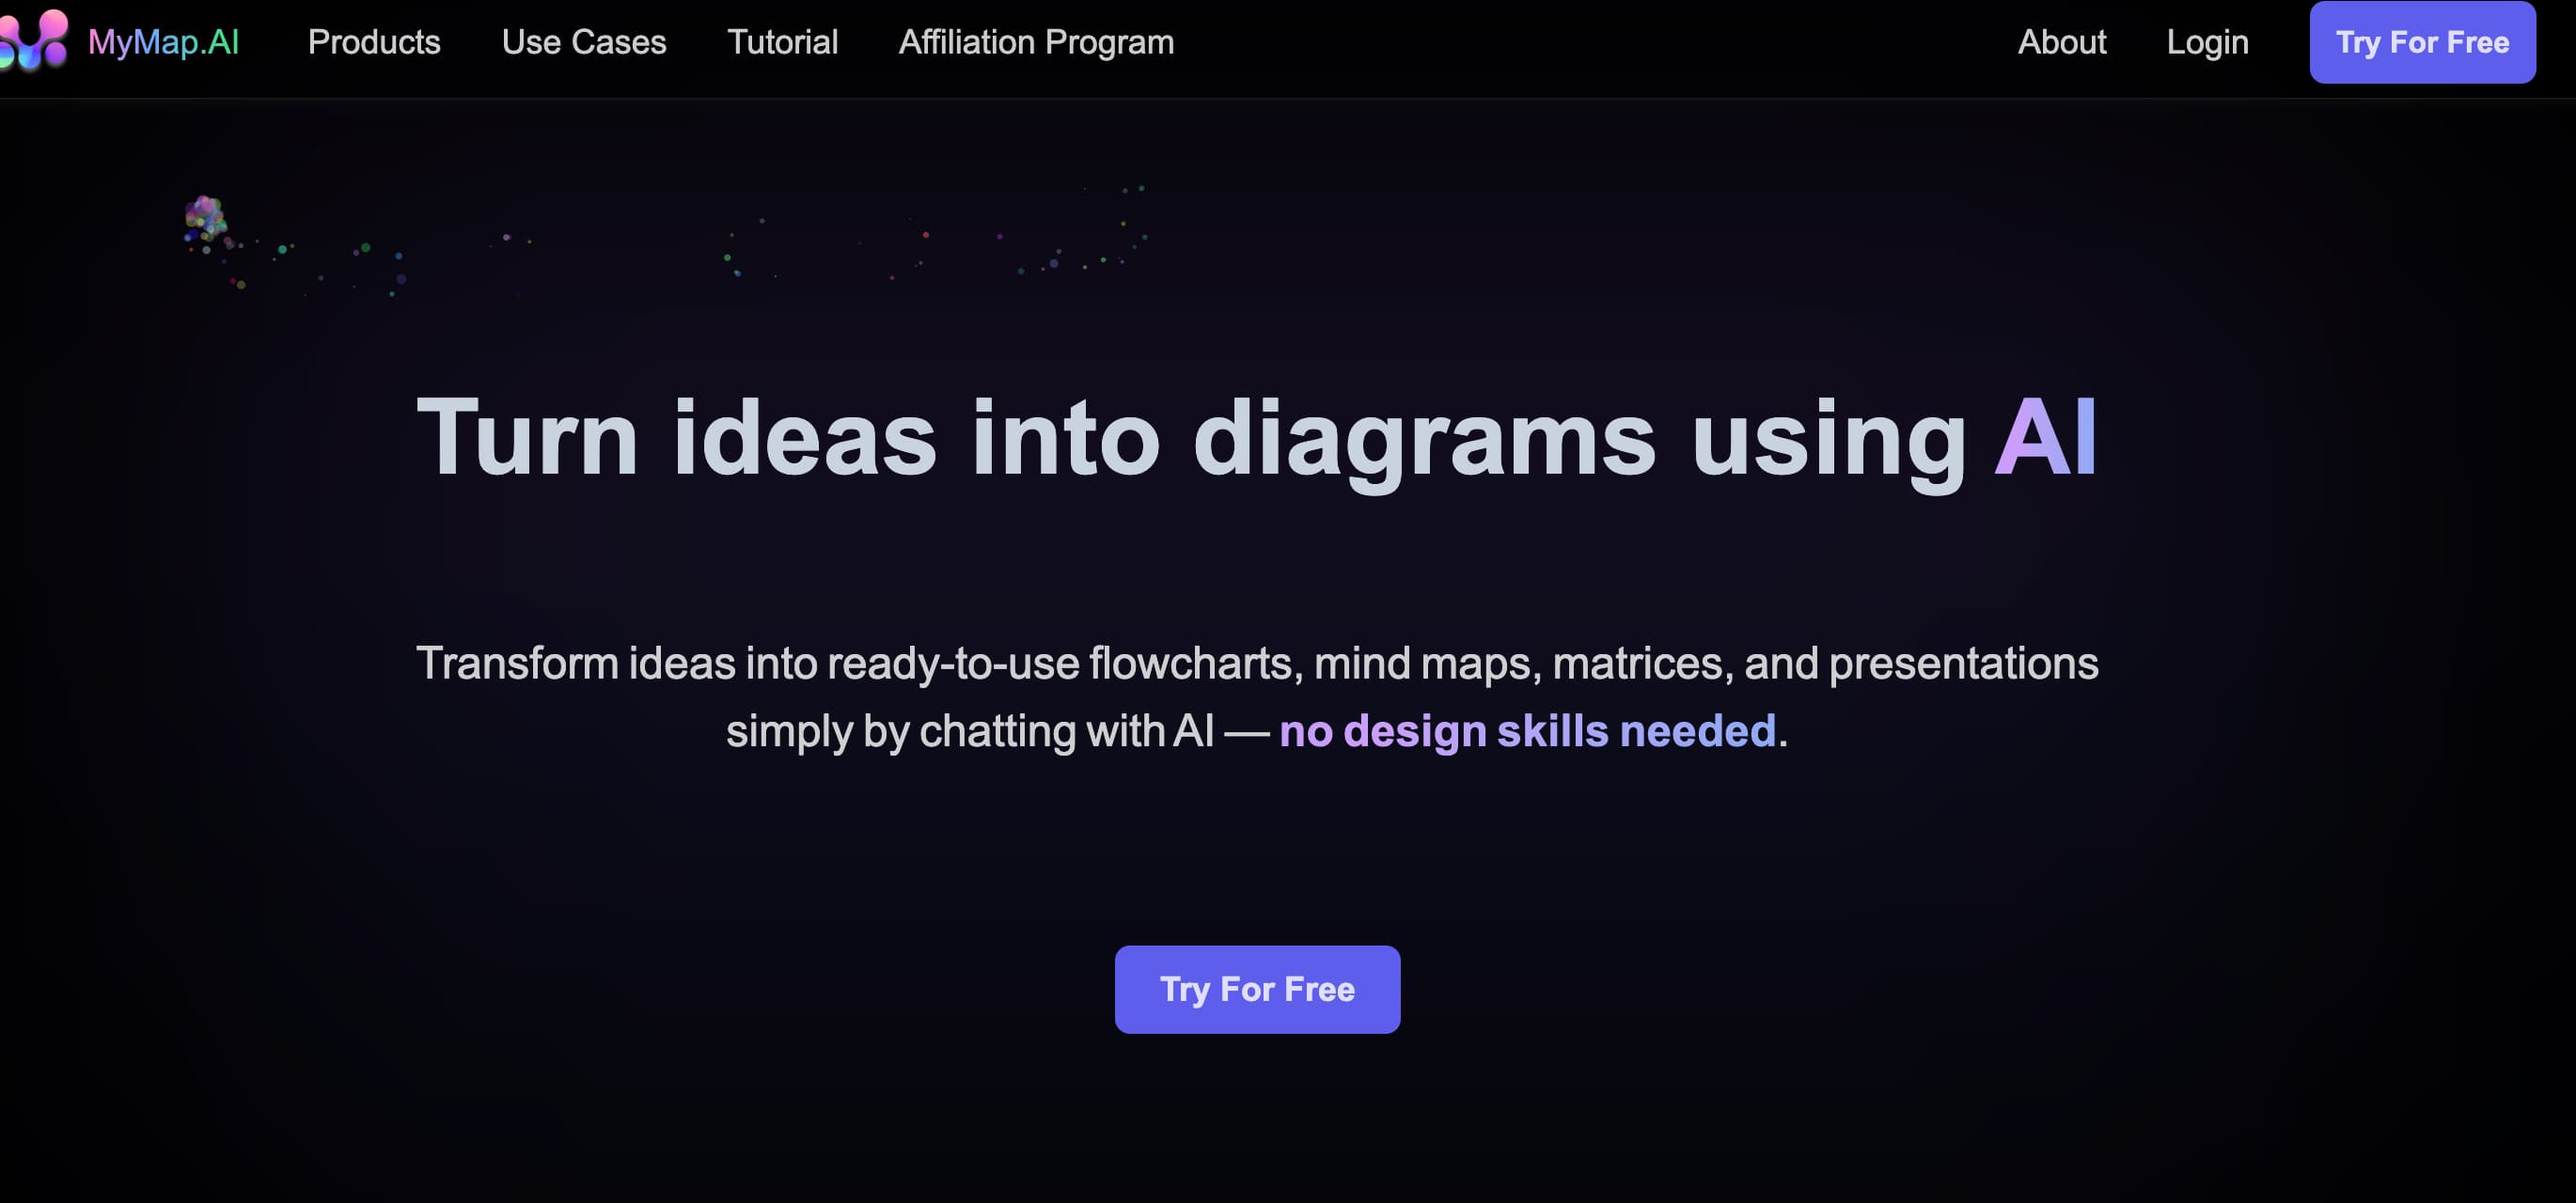 MyMap.AI Products Use Cases Tutorial Affiliation Program About Login Try For Free
Turn ideas into diagrams using AI
Transform ideas into ready-to-use flowcharts, mind maps, matrices, and presentations
simply by chatting with AI — no design skills needed.
Try For Free